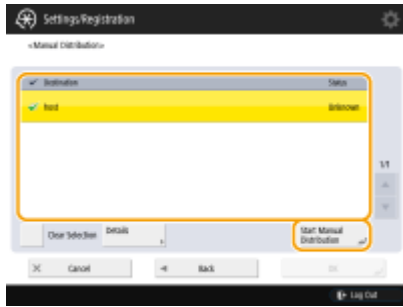 Settings/Registration
<Manual Distribution>
Destination Status
host Unknown
1/1
Clear Selection Details Start Manual
Distribution
Cancel Back OK
Log Out